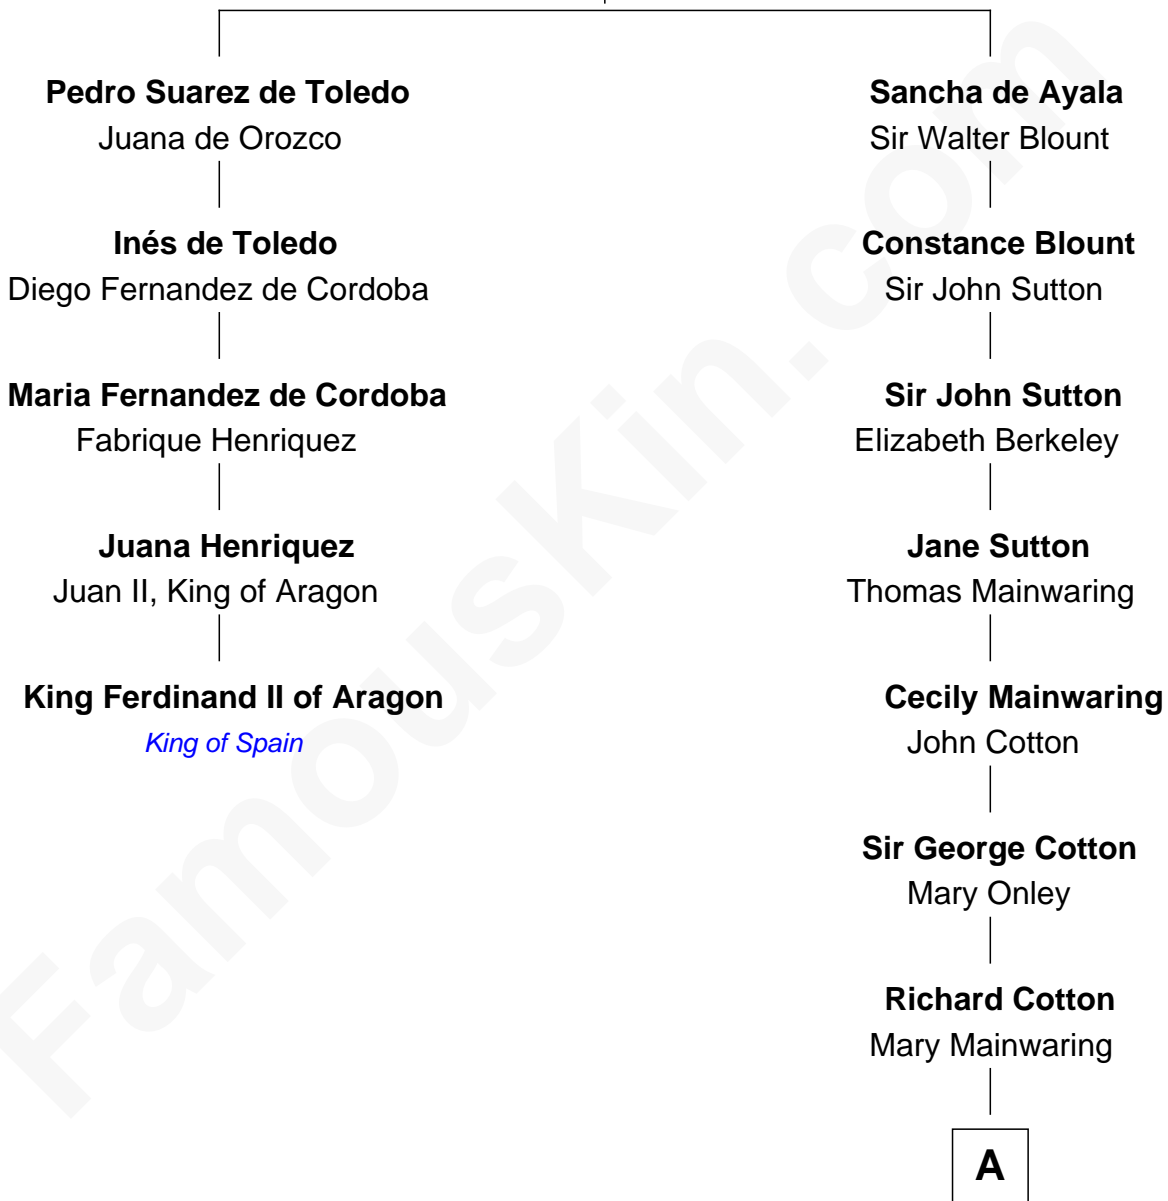 Pedro Suarez de Toledo
Juana de Orozco
Inés de Toledo
Diego Fernandez de Cordoba
Maria Fernandez de Cordoba
Fabrique Henriquez
Juana Henriquez
Juan II, King of Aragon
King Ferdinand II of Aragon
King of Spain
Sancha de Ayala
Sir Walter Blount
Constance Blount
Sir John Sutton
Sir John Sutton
Elizabeth Berkeley
Jane Sutton
Thomas Mainwaring
Cecily Mainwaring
John Cotton
Sir George Cotton
Mary Onley
Richard Cotton
Mary Mainwaring
A
FamousKin.com